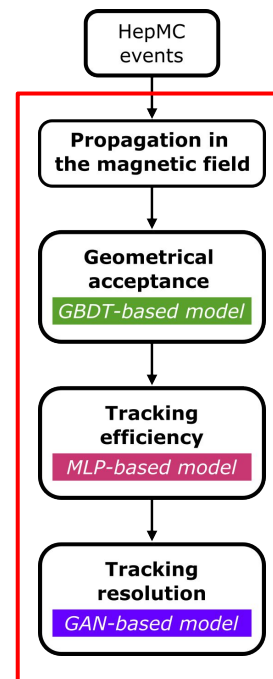 HepMC
events
Propagation in
the magnetic field
Geometrical
acceptance
GBDT-based model
Tracking
efficiency
MLP-based model
Tracking
resolution
GAN-based model